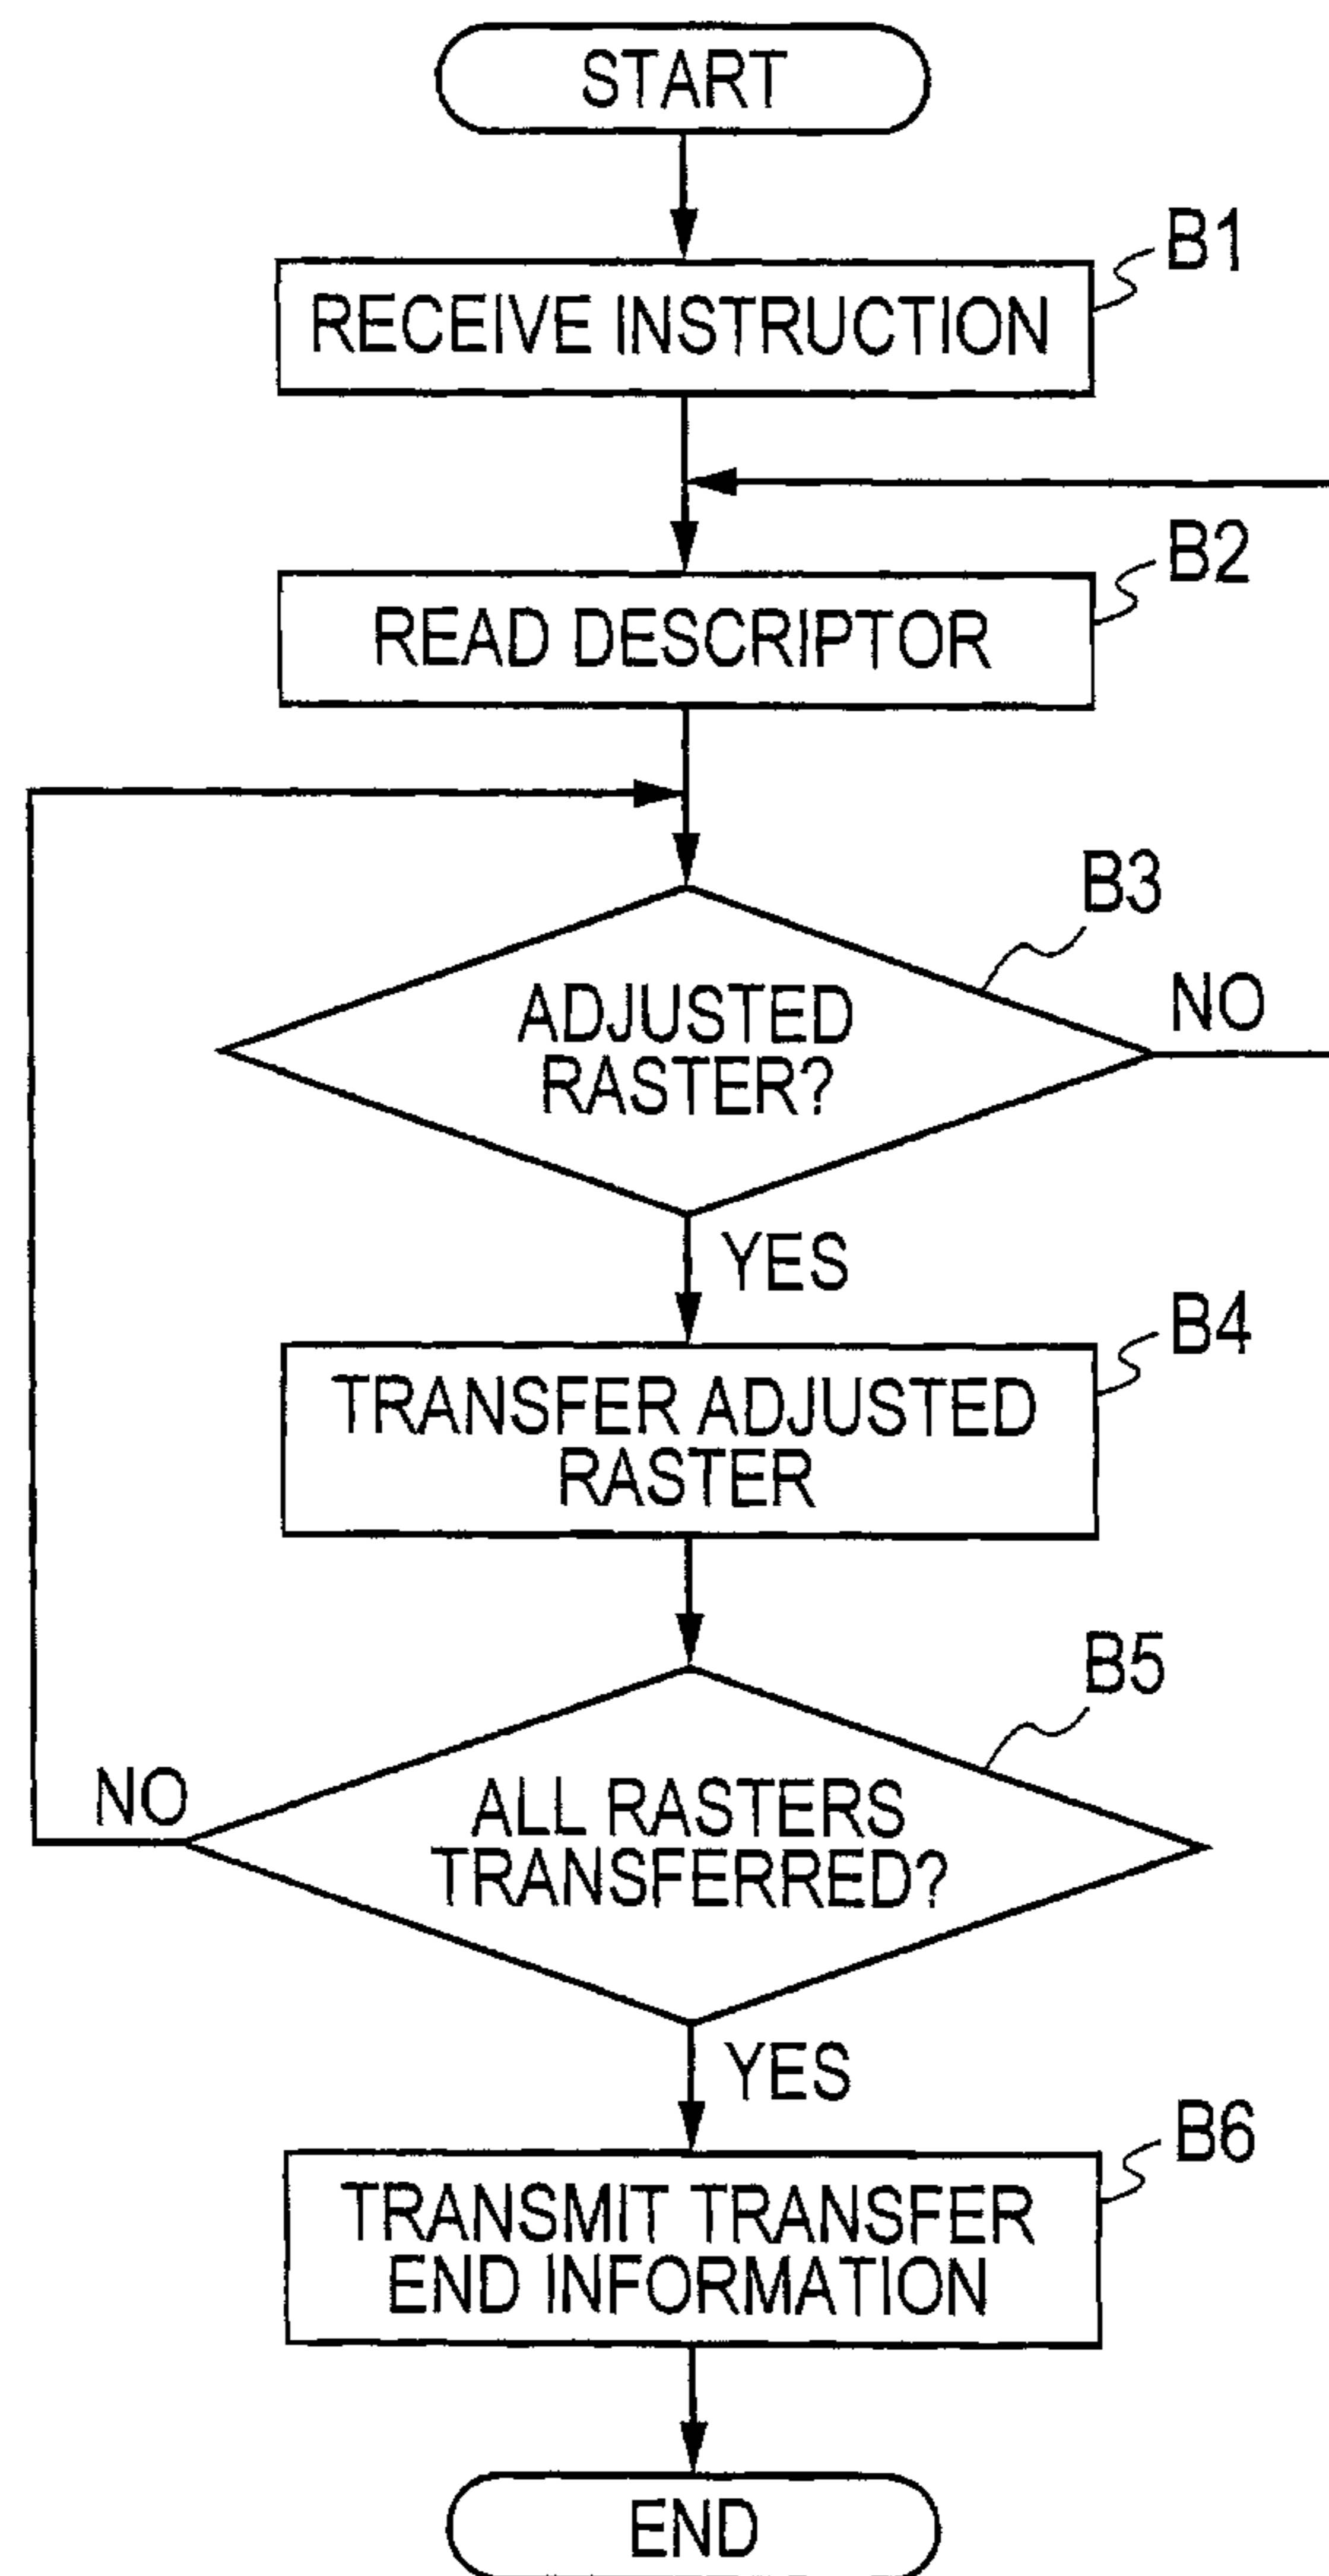 START
B1
RECEIVE INSTRUCTION
B2
READ DESCRIPTOR
B3
ADJUSTED
RASTER?
NO
YES
B4
TRANSFER ADJUSTED
RASTER
B5
ALL RASTERS
TRANSFERRED?
NO
YES
B6
TRANSMIT TRANSFER
END INFORMATION
END